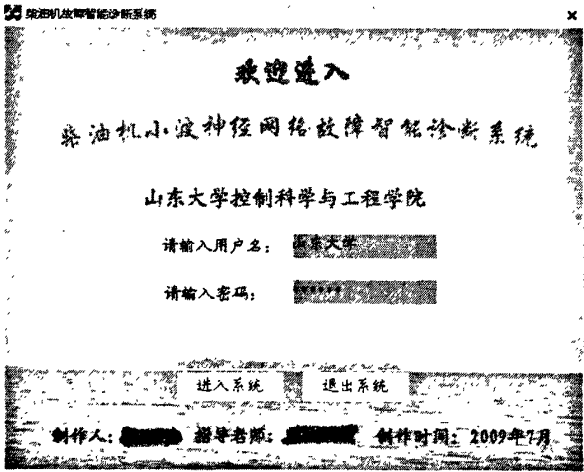 柴油机故障智能诊断系统
欢迎进入
柴油机小波神经网络故障智能诊断系统
山东大学控制科学与工程学院
请输入用户名： 山东大学
请输入密码： ******
进入系统 退出系统
制作人： 指导老师： 制作时间：2009年7月